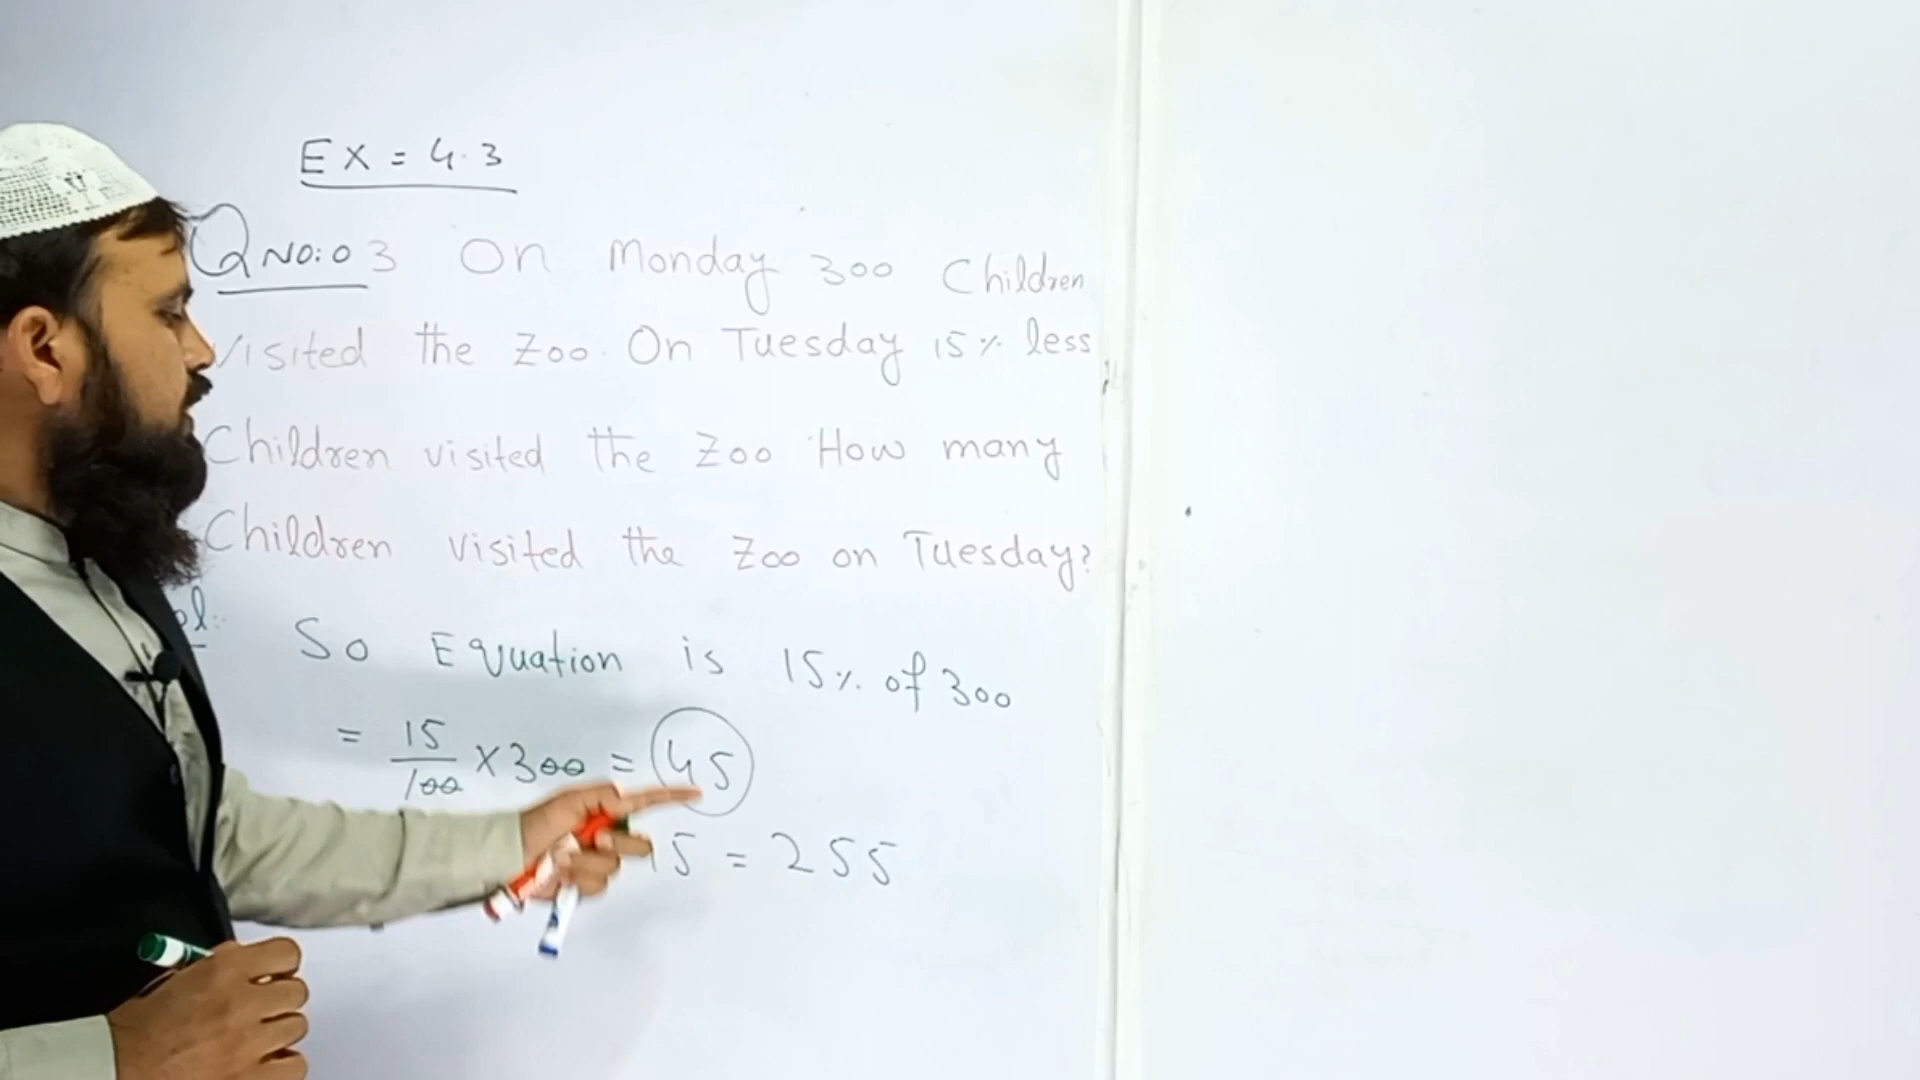 EX = 4.3
Q NO:03 On Monday 300 Children
visited the Zoo. On Tuesday 15% less
Children visited the Zoo How many
Children visited the Zoo on Tuesday?
So Equation is 15% of 300
= 15/100 × 300 = 45
5 = 255